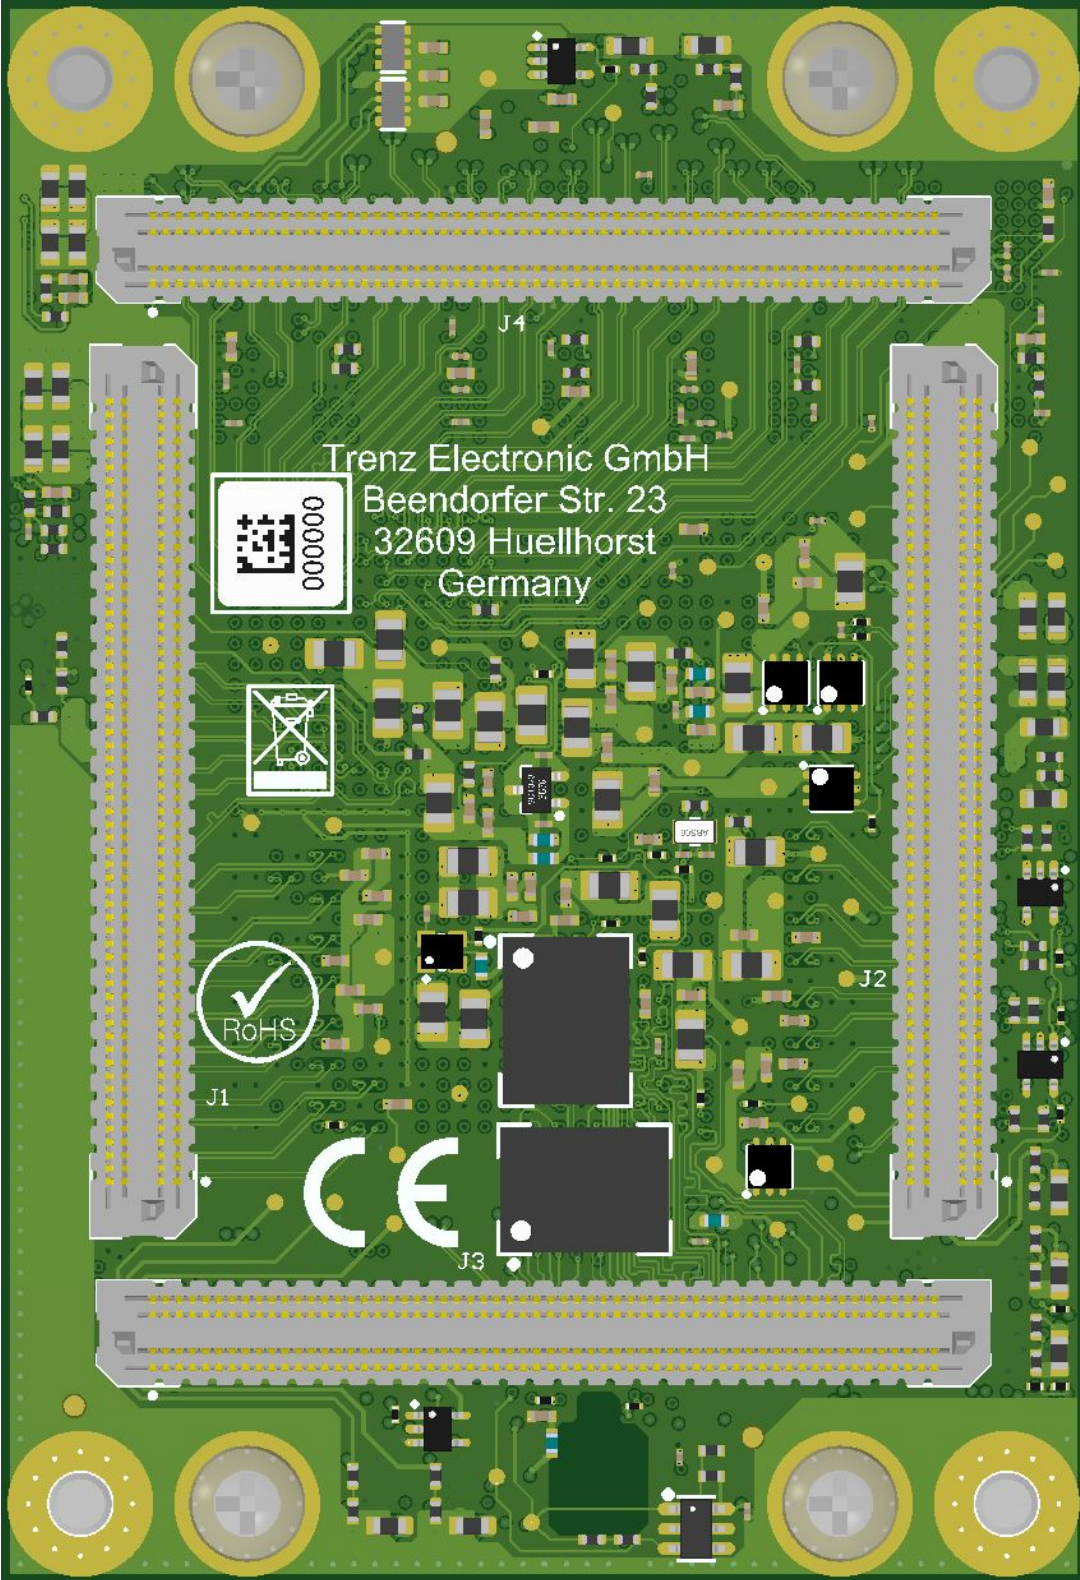 J4
Trenz Electronic GmbH
Beendorfer Str. 23
32609 Huellhorst
Germany
000000
J2
RoHS
J1
CE
J3